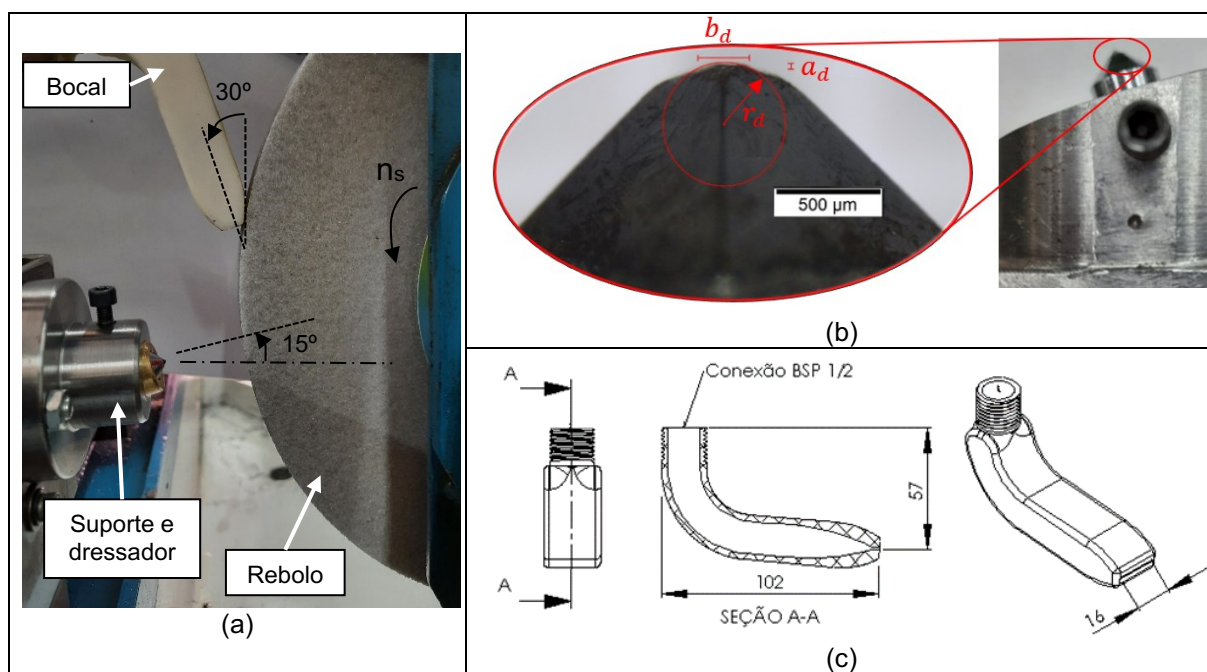 Bocal
30º
nₛ
15º
Suporte e
dressador
Rebolo
(a)
b_d
a_d
r_d
500 µm
(b)
A
Conexão BSP 1/2
57
A
102
SEÇÃO A-A
16
(c)